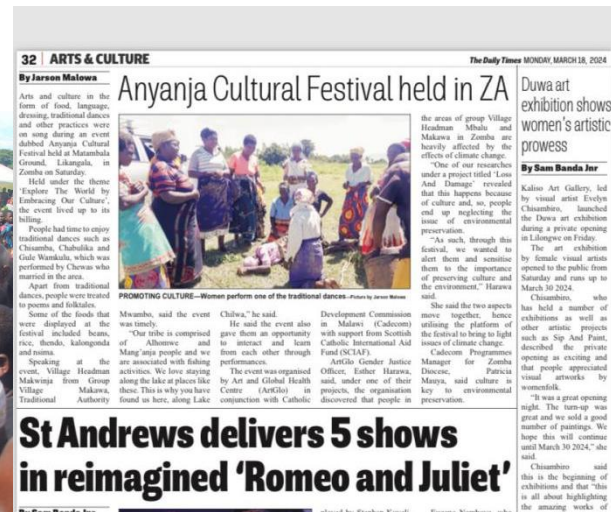 32 | ARTS & CULTURE
The Daily Times MONDAY, MARCH 18, 2024
By Jarson Malowa
Arts and culture in the
form of food, language,
dressing, traditional dances
and other practices were
on song during an event
dubbed Anyanja Cultural
Festival held at Matambala
Ground, Likangula, in
Zomba on Saturday.
Held under the theme
‘Explore The World by
Embracing Our Culture’,
the event lived up to its
billing.
People had time to enjoy
traditional dances such as
Chisamba, Chabulika and
Gule Wamkulu, which was
performed by Chewas who
married in the area.
Apart from traditional
dances, people were treated
to poems and folktales.
Some of the foods that
were displayed at the
festival included beans,
rice, thendo, kalongonda
and nsima.
Speaking at the
event, Village Headman
Makwinja from Group
Village Makawa,
Traditional Authority
Anyanja Cultural Festival held in ZA
PROMOTING CULTURE—Women perform one of the traditional dances.—Picture by Jarson Malowa
Mwambo, said the event
was timely.
“Our tribe is comprised
of Alhomwe and
Mang’anja people and we
are associated with fishing
activities. We love staying
along the lake at places like
these. This is why you have
found us here, along Lake
Chilwa,” he said.
He said the event also
gave them an opportunity
to interact and learn
from each other through
performances.
The event was organised
by Art and Global Health
Centre (ArtGlo) in
conjunction with Catholic
Development Commission
in Malawi (Cadecom)
with support from Scottish
Catholic International Aid
Fund (SCIAF).
ArtGlo Gender Justice
Officer, Esther Harawa,
said, under one of their
projects, the organisation
discovered that people in
the areas of group Village
Headman Mbalu and
Makawa in Zomba are
heavily affected by the
effects of climate change.
“One of our researches
under a project titled ‘Loss
And Damage’ revealed
that this happens because
of culture and, so, people
end up neglecting the
issue of environmental
preservation.
“As such, through this
festival, we wanted to
alert them and sensitise
them to the importance
of preserving culture and
the environment,” Harawa
said.
She said the two aspects
move together, hence
utilising the platform of
the festival to bring to light
issues of climate change.
Cadecom Programmes
Manager for Zomba
Diocese, Patricia
Mauya, said culture is
key to environmental
preservation.
Duwa art
exhibition shows
women’s artistic
prowess
By Sam Banda Jnr
Kaliso Art Gallery, led
by visual artist Evelyn
Chisambiro, launched
the Duwa art exhibition
during a private opening
in Lilongwe on Friday.
The art exhibition
by female visual artists
opened to the public from
Saturday and runs up to
March 30 2024.
Chisambiro, who
has held a number of
exhibitions as well as
other artistic projects
such as Sip And Paint,
described the private
opening as exciting and
that people appreciated
visual artworks by
womenfolk.
“It was a great opening
night. The turn-up was
great and we sold a good
number of paintings. We
hope this will continue
until March 30 2024,” she
said.
Chisambiro said
this is the beginning of
exhibitions and that “this
is all about highlighting
the amazing works of
St Andrews delivers 5 shows
in reimagined ‘Romeo and Juliet’